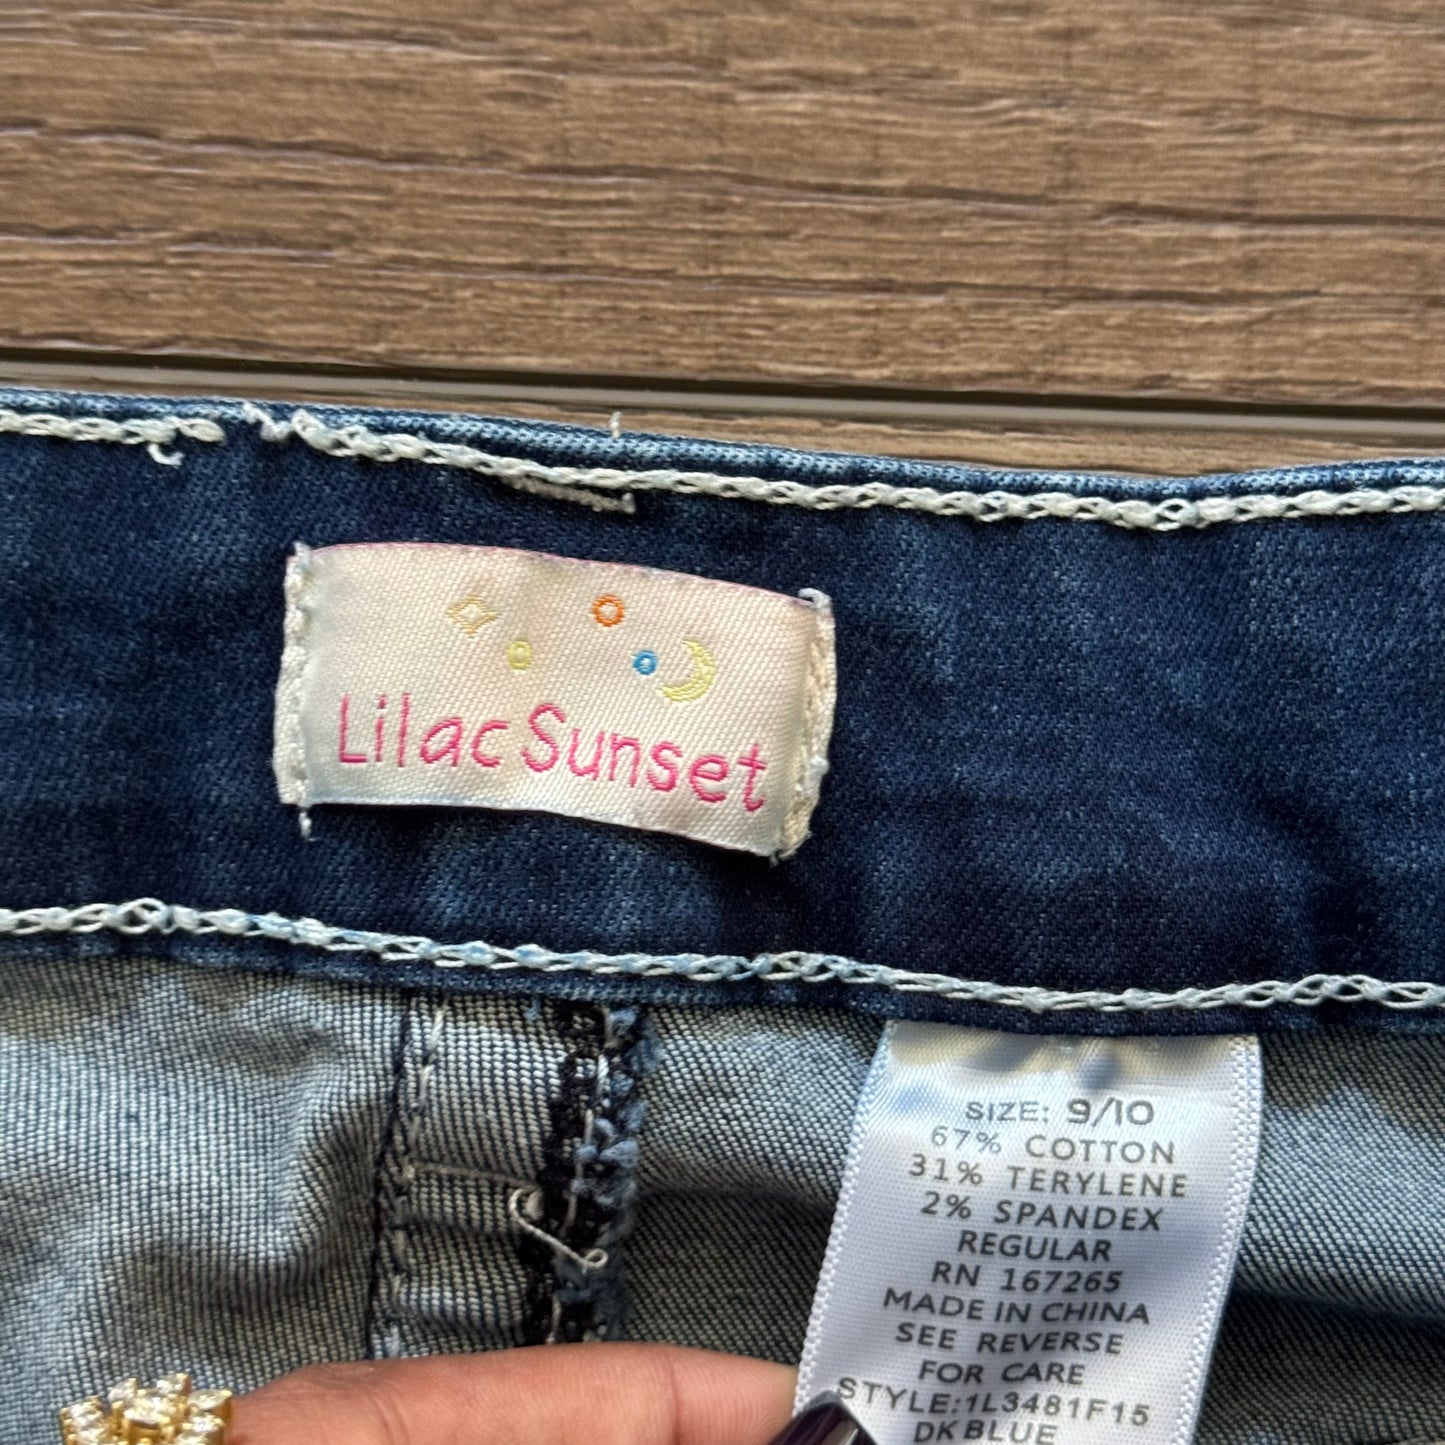 Lilac Sunset
SIZE: 9/10
67% COTTON
31% TERYLENE
2% SPANDEX
REGULAR
RN 167265
MADE IN CHINA
SEE REVERSE
FOR CARE
STYLE:1L3481F15
DK BLUE